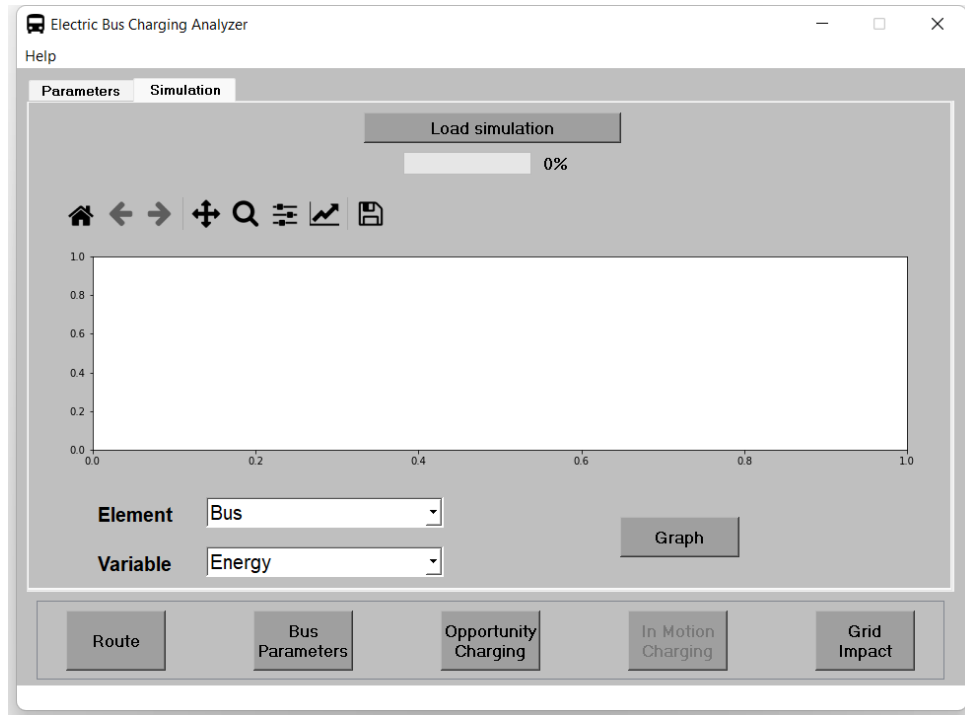 Electric Bus Charging Analyzer
Help
Parameters Simulation
Load simulation
0%
1.0
0.8
0.6
0.4
0.2
0.0
0.0 0.2 0.4 0.6 0.8 1.0
Element Bus
Graph
Variable Energy
Route
Bus
Parameters
Opportunity
Charging
In Motion
Charging
Grid
Impact